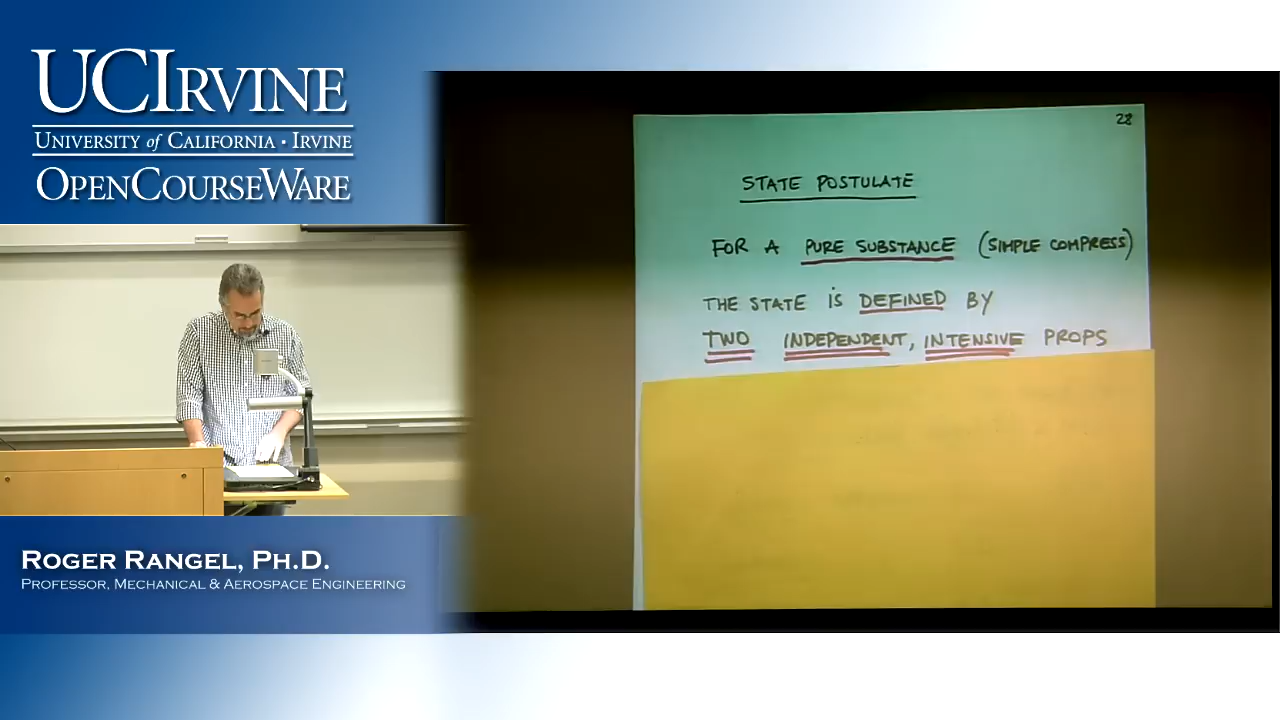 UCIRVINE
UNIVERSITY of CALIFORNIA · IRVINE
OPENCOURSEWARE
28
STATE POSTULATE
FOR A PURE SUBSTANCE (SIMPLE COMPRESS)
THE STATE IS DEFINED BY
TWO INDEPENDENT, INTENSIVE PROPS
ROGER RANGEL, PH.D.
PROFESSOR, MECHANICAL & AEROSPACE ENGINEERING